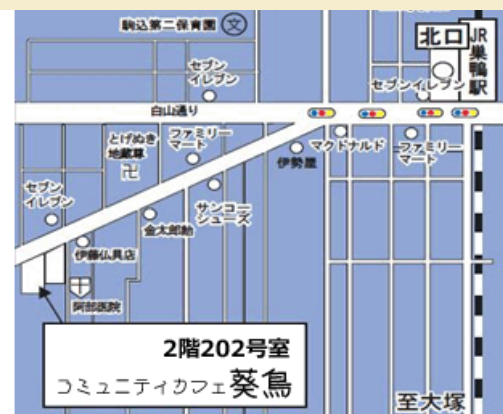 駒込第二保育園 文
北口
JR
巣鴨駅
セブン
イレブン
セブンイレブン
白山通り
とげぬき
地蔵尊
卍
ファミリー
マート
マクドナルド
ファミリー
マート
伊勢屋
セブン
イレブン
サンコー
シューズ
金太郎飴
伊藤仏具店
阿部医院
2階202号室
コミュニティカフェ葵鳥
至大塚